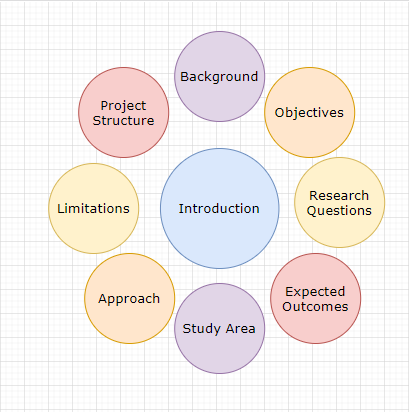 Background
Project
Structure
Objectives
Limitations
Introduction
Research
Questions
Approach
Expected
Outcomes
Study Area